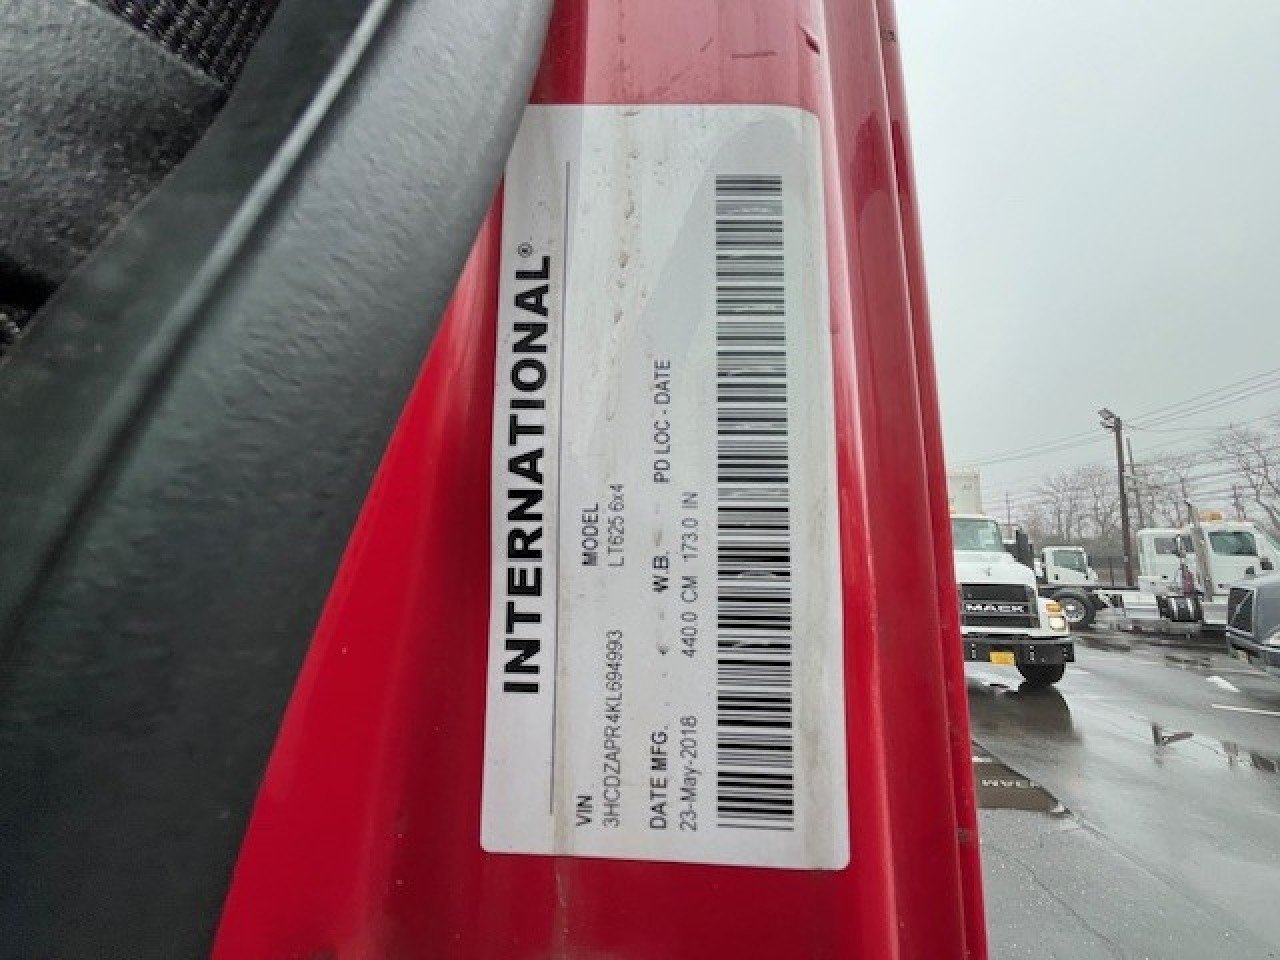 INTERNATIONAL®
VIN MODEL
3HCDZAPR4KL694993 LT625 6x4
DATE MFG. W.B. PD LOC - DATE
23-May-2018 440.0 CM 173.0 IN
MACK